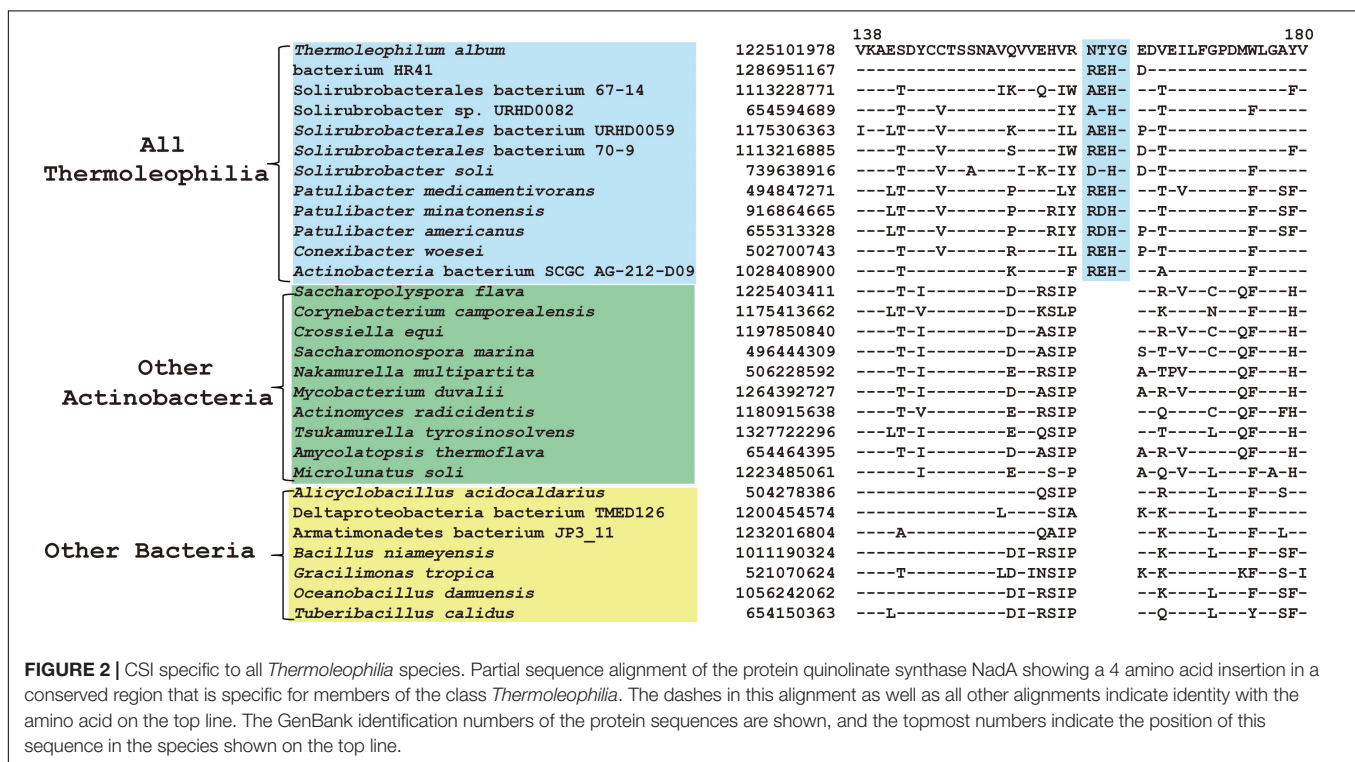 138 180
Thermoleophilum album 1225101978 VKAESDYCCTSSNAVQVVEHVR NTYG EDVEILFGPDMWLGAYV
bacterium HR41 1286951167 ---------------------- REH- D----------------
Solirubrobacterales bacterium 67-14 1113228771 ----T---------IK--Q-IW AEH- --T------------F-
Solirubrobacter sp. URHD0082 654594689 ----T---V-----------IY A-H- --T--------F-----
Solirubrobacterales bacterium URHD0059 1175306363 I--LT---V------K----IL AEH- P-T--------------
Solirubrobacterales bacterium 70-9 1113216885 ----T---V------S----IW REH- D-T------------F-
Solirubrobacter soli 739638916 ----T---V--A----I-K-IY D-H- D-T--------F-----
Patulibacter medicamentivorans 494847271 ---LT---V------P----LY REH- --T-V------F--SF-
Patulibacter minatonensis 916864665 ---LT---V------P---RIY RDH- --T--------F--SF-
Patulibacter americanus 655313328 ---LT---V------P---RIY RDH- P-T--------F--SF-
Conexibacter woesei 502700743 ----T---V------R----IL REH- P-T--------F-----
Actinobacteria bacterium SCGC AG-212-D09 1028408900 ----T----------K-----F REH- --A--------F-----
All
Thermoleophilia
Saccharopolyspora flava 1225403411 ----T-I--------D--RSIP --R-V--C--QF---H-
Corynebacterium camporealensis 1175413662 ---LT-V--------D--KSLP --K----N---F---H-
Crossiella equi 1197850840 ----T-I--------D--ASIP --R-V--C--QF---H-
Saccharomonospora marina 496444309 ----T-I--------D--ASIP S-T-V-----QF---H-
Nakamurella multipartita 506228592 ----T-I--------E--RSIP A-TPV-----QF---H-
Mycobacterium duvalii 1264392727 ----T-I--------D--ASIP A-R-V-----QF---H-
Actinomyces radicidentis 1180915638 ----T-V--------E--RSIP --Q----C--QF--FH-
Tsukamurella tyrosinosolvens 1327722296 ---LT-I--------E--QSIP --T----L--QF---H-
Amycolatopsis thermoflava 654464395 ----T-I--------D--ASIP A-R-V-----QF---H-
Microlunatus soli 1223485061 ------I--------E---S-P A-Q-V--L---F-A-H-
Other
Actinobacteria
Alicyclobacillus acidocaldarius 504278386 ------------------QSIP --R----L---F--S--
Deltaproteobacteria bacterium TMED126 1200454574 --------------L----SIA K-K----L---F-----
Armatimonadetes bacterium JP3_11 1232016804 ----A-------------QAIP --K----L---F--L--
Bacillus niameyensis 1011190324 ---------------DI-RSIP --K----L---F--SF-
Gracilimonas tropica 521070624 ----T---------LD-INSIP K-K-------KF--S-I
Oceanobacillus damuensis 1056242062 ---------------DI-RSIP --K----L---F--SF-
Tuberibacillus calidus 654150363 ---L-----------DI-RSIP --Q----L---Y--SF-
Other Bacteria
FIGURE 2 | CSI specific to all Thermoleophilia species. Partial sequence alignment of the protein quinolinate synthase NadA showing a 4 amino acid insertion in a
conserved region that is specific for members of the class Thermoleophilia. The dashes in this alignment as well as all other alignments indicate identity with the
amino acid on the top line. The GenBank identification numbers of the protein sequences are shown, and the topmost numbers indicate the position of this
sequence in the species shown on the top line.